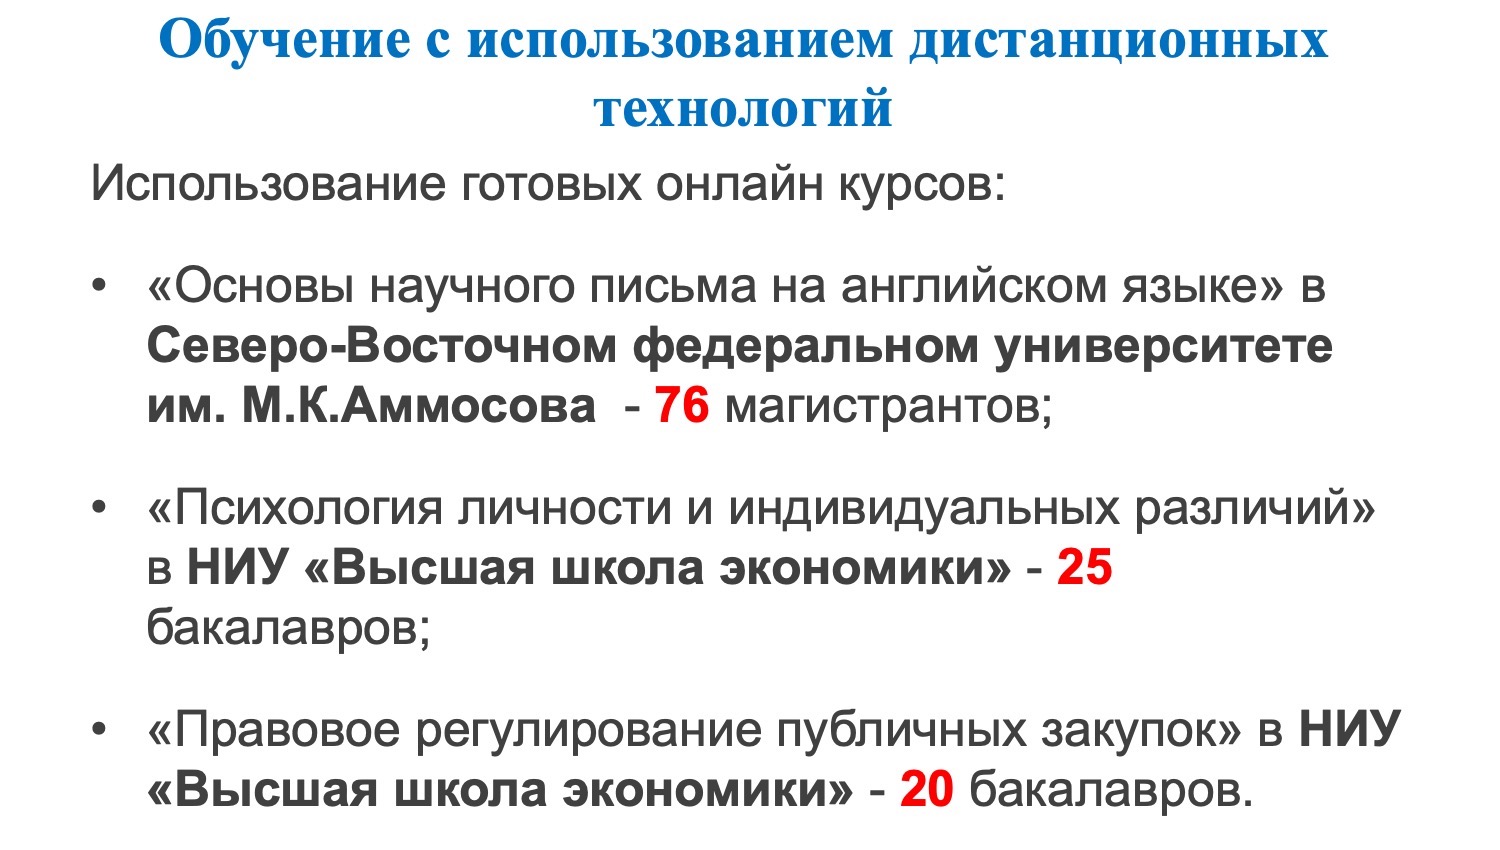 Обучение с использованием дистанционных
технологий
Использование готовых онлайн курсов:
• «Основы научного письма на английском языке» в
Северо-Восточном федеральном университете
им. М.К.Аммосова - 76 магистрантов;
• «Психология личности и индивидуальных различий»
в НИУ «Высшая школа экономики» - 25
бакалавров;
• «Правовое регулирование публичных закупок» в НИУ
«Высшая школа экономики» - 20 бакалавров.